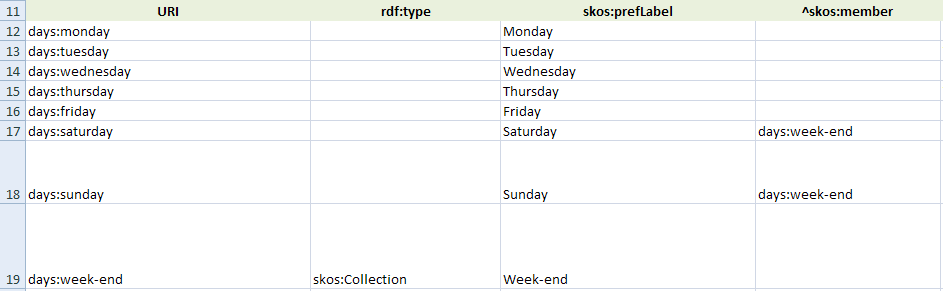 11 URI rdf:type skos:prefLabel ^skos:member
12 days:monday Monday
13 days:tuesday Tuesday
14 days:wednesday Wednesday
15 days:thursday Thursday
16 days:friday Friday
17 days:saturday Saturday days:week-end
18 days:sunday Sunday days:week-end
19 days:week-end skos:Collection Week-end